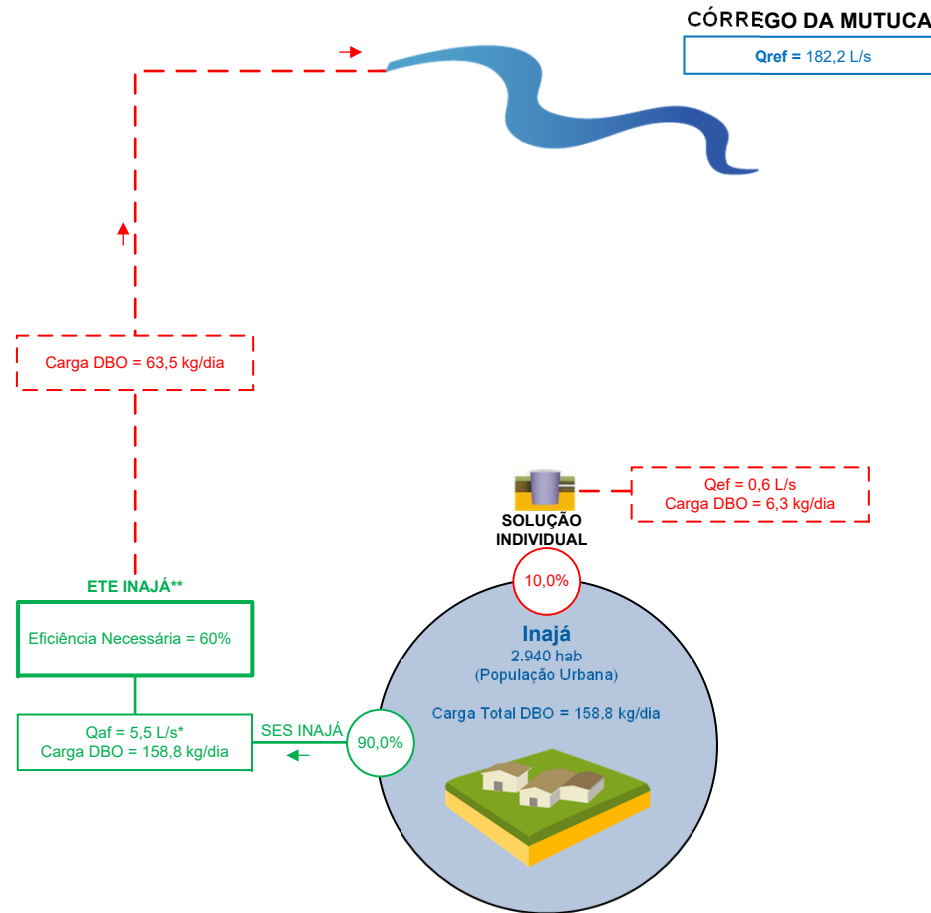 CÓRREGO DA MUTUCA
Qref = 182,2 L/s
Carga DBO = 63,5 kg/dia
Qef = 0,6 L/s
Carga DBO = 6,3 kg/dia
SOLUÇÃO
INDIVIDUAL
10,0%
ETE INAJÁ**
Eficiência Necessária = 60%
Inajá
2.940 hab
(População Urbana)
Carga Total DBO = 158,8 kg/dia
Qaf = 5,5 L/s*
Carga DBO = 158,8 kg/dia
SES INAJÁ
90,0%